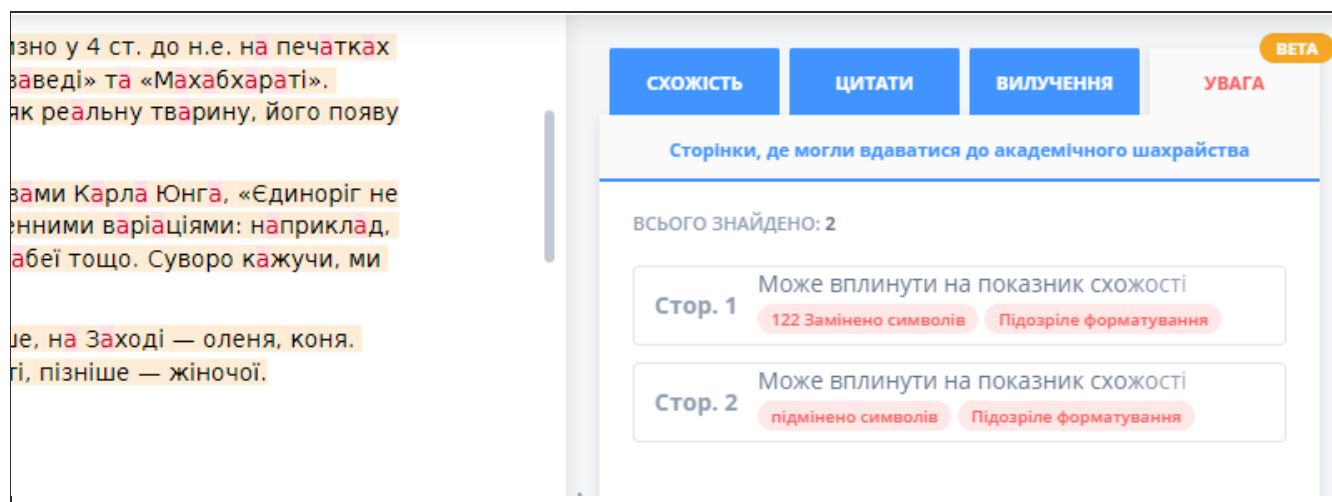 ізно у 4 ст. до н.е. на печатках
заведі» та «Махабхараті».
як реальну тварину, його появу
вами Карла Юнга, «Єдиноріг не
енними варіаціями: наприклад,
абеї тощо. Суворо кажучи, ми
ше, на Заході — оленя, коня.
ті, пізніше — жіночої.
BETA
СХОЖІСТЬ
ЦИТАТИ
ВИЛУЧЕННЯ
УВАГА
Сторінки, де могли вдаватися до академічного шахрайства
ВСЬОГО ЗНАЙДЕНО: 2
Стор. 1
Може вплинути на показник схожості
122 Замінено символів
Підозріле форматування
Стор. 2
Може вплинути на показник схожості
підмінено символів
Підозріле форматування